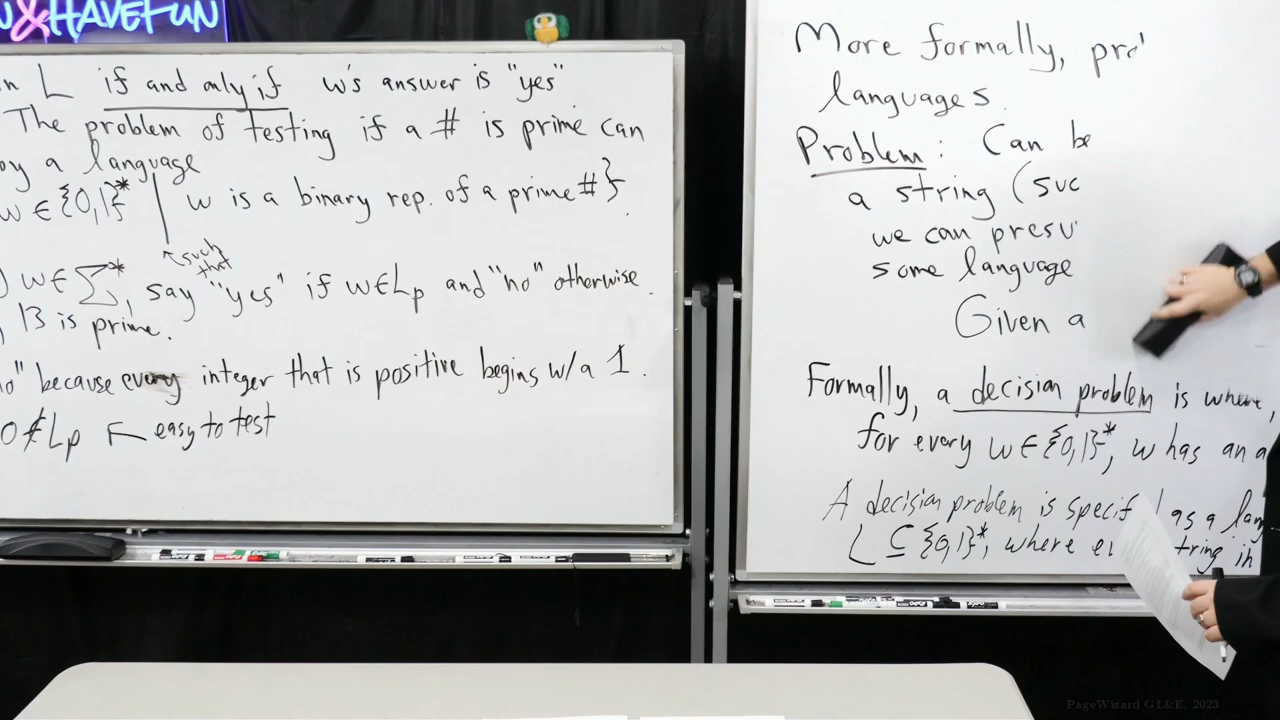 N&HAVEFUN
in L if and only if w's answer is "yes"
The problem of testing if a # is prime can
by a language
w ∈ {0,1}* | w is a binary rep. of a prime #}.
such
that
w ∈ Σ*, say "yes" if w∈Lp and "no" otherwise.
13 is prime.
no" because every integer that is positive begins w/a 1.
0 ∉ Lp ← easy to test
More formally, pro
languages.
Problem: Can be
a string (suc
we can presu
some language
Given a
Formally, a decision problem is where,
for every w ∈ {0,1}*, w has an a
A decision problem is specif as a lan
L ⊆ {0,1}*, where ev tring in
PageWizard GL&E. 2023